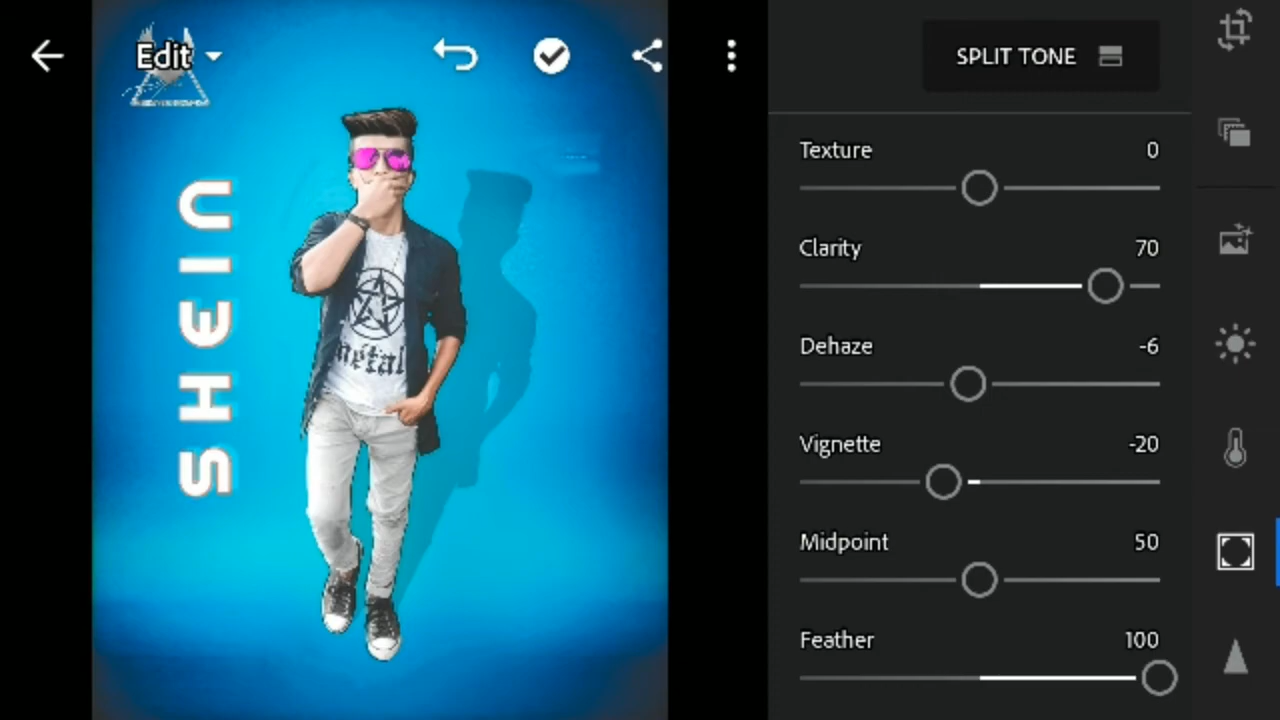 Edit
SPLIT TONE
Texture 0
Clarity 70
Dehaze -6
Vignette -20
Midpoint 50
Feather 100
SHEIN
metal